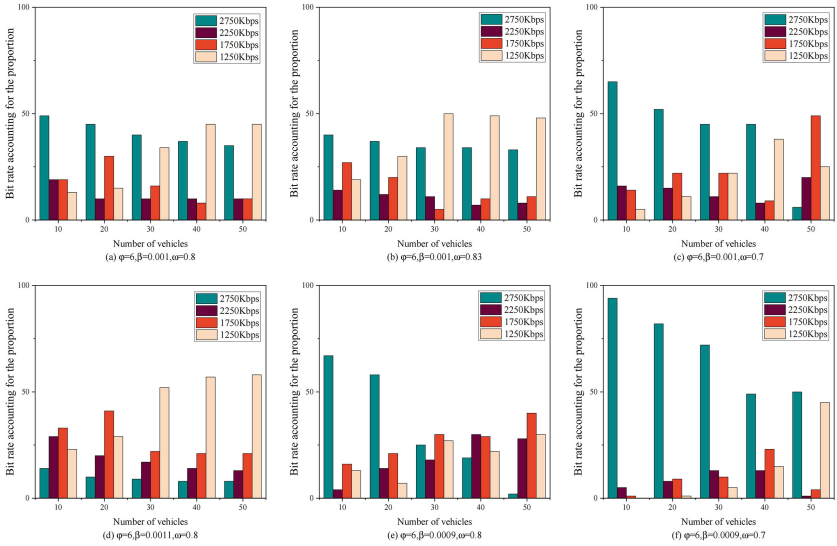 Bit rate accounting for the proportion
100
50
0
2750Kbps
2250Kbps
1750Kbps
1250Kbps
10 20 30 40 50
Number of vehicles
(a) φ=6,β=0.001,ω=0.8
Bit rate accounting for the proportion
100
50
0
2750Kbps
2250Kbps
1750Kbps
1250Kbps
10 20 30 40 50
Number of vehicles
(b) φ=6,β=0.001,ω=0.83
Bit rate accounting for the proportion
100
50
0
2750Kbps
2250Kbps
1750Kbps
1250Kbps
10 20 30 40 50
Number of vehicles
(c) φ=6,β=0.001,ω=0.7
Bit rate accounting for the proportion
100
50
0
2750Kbps
2250Kbps
1750Kbps
1250Kbps
10 20 30 40 50
Number of vehicles
(d) φ=6,β=0.0011,ω=0.8
Bit rate accounting for the proportion
100
50
0
2750Kbps
2250Kbps
1750Kbps
1250Kbps
10 20 30 40 50
Number of vehicles
(e) φ=6,β=0.0009,ω=0.8
Bit rate accounting for the proportion
100
50
0
2750Kbps
2250Kbps
1750Kbps
1250Kbps
10 20 30 40 50
Number of vehicles
(f) φ=6,β=0.0009,ω=0.7